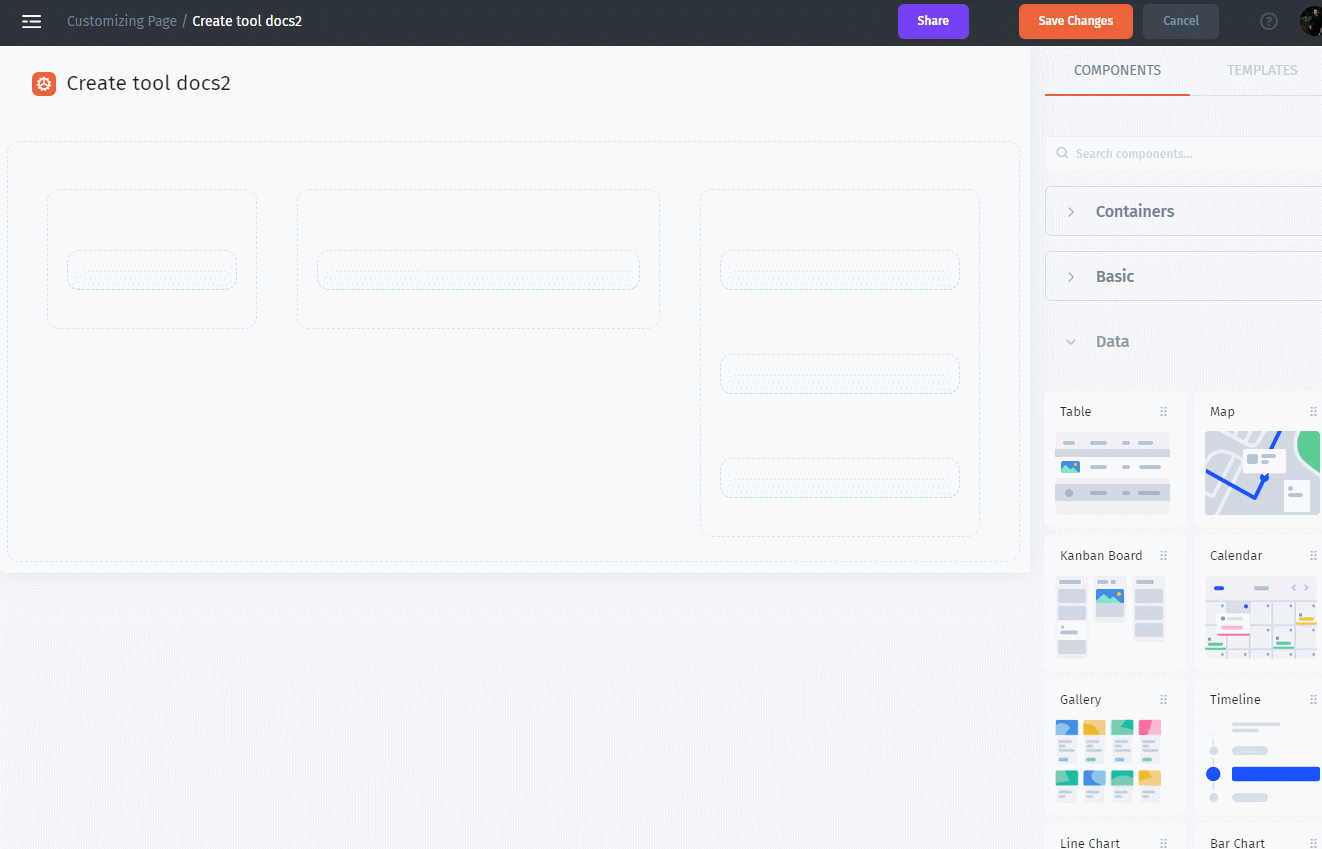 Customizing Page / Create tool docs2
Share
Save Changes
Cancel
?
Create tool docs2
COMPONENTS
TEMPLATES
Search components...
Containers
Basic
Data
Table
Map
Kanban Board
Calendar
Gallery
Timeline
Line Chart
Bar Chart